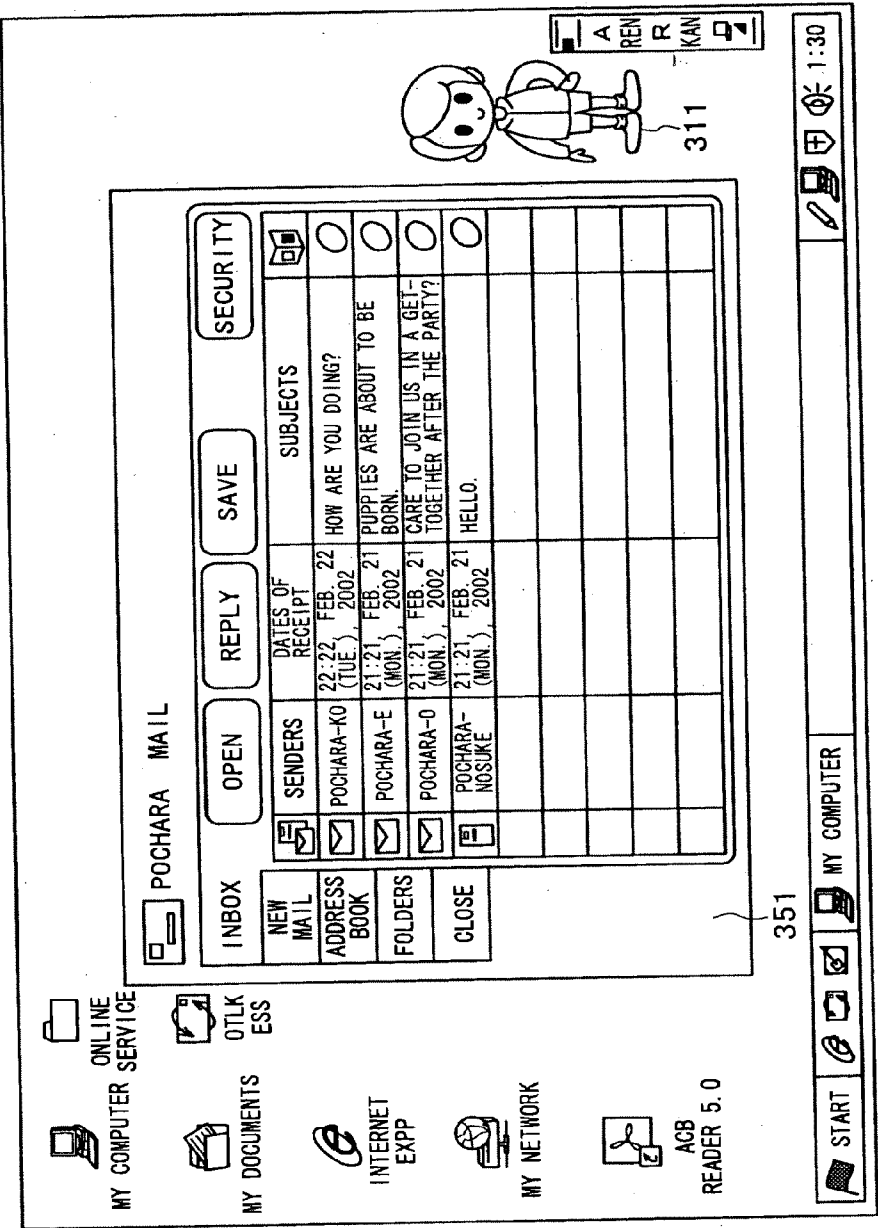 MY COMPUTER
ONLINE
SERVICE
MY DOCUMENTS
OTLK
ESS
INTERNET
EXPP
MY NETWORK
ACB
READER 5.0
POCHARA MAIL
INBOX
OPEN
REPLY
SAVE
SECURITY
NEW
MAIL
ADDRESS
BOOK
FOLDERS
CLOSE
SENDERS
DATES OF
RECEIPT
SUBJECTS
POCHARA-KO
22:22, FEB. 22
(TUE.), 2002
HOW ARE YOU DOING?
POCHARA-E
21:21, FEB. 21
(MON.), 2002
PUPPIES ARE ABOUT TO BE
BORN.
POCHARA-O
21:21, FEB. 21
(MON.), 2002
CARE TO JOIN US IN A GET-
TOGETHER AFTER THE PARTY?
POCHARA-
NOSUKE
21:21, FEB. 21
(MON.), 2002
HELLO.
351
311
A
REN
R
KAN
START
MY COMPUTER
1:30